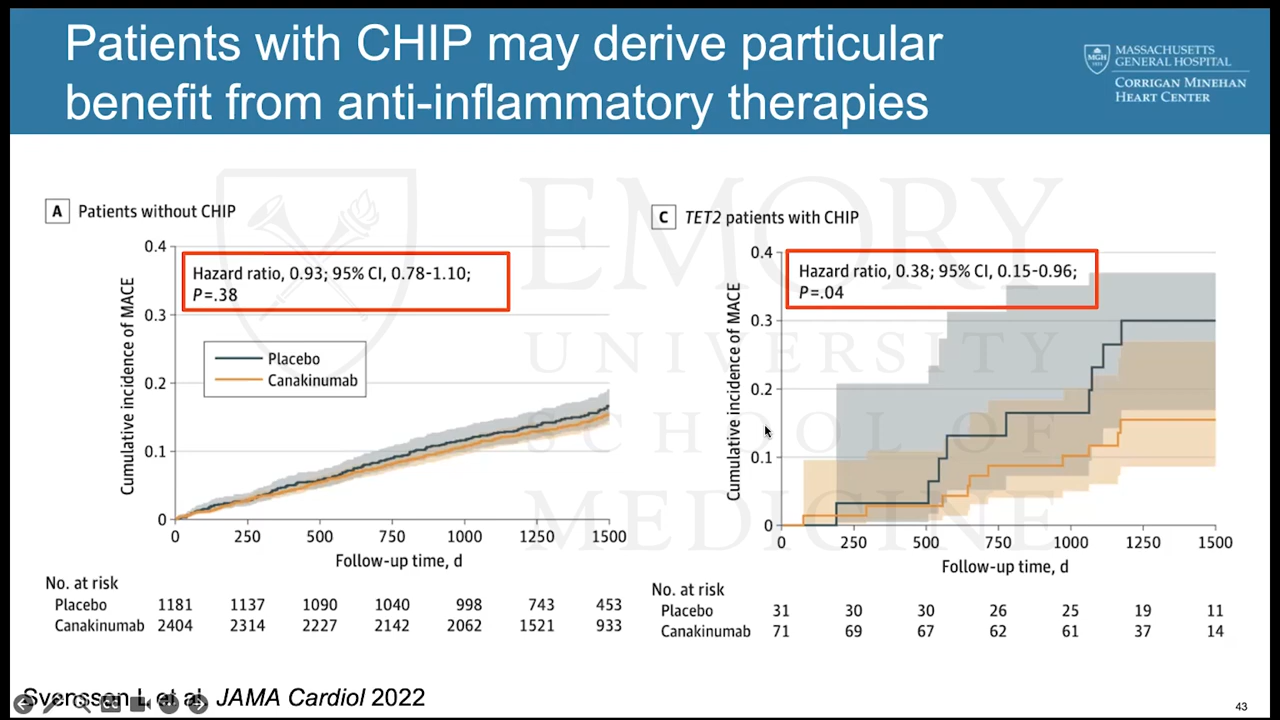 Patients with CHIP may derive particular
benefit from anti-inflammatory therapies
MGH
1811
MASSACHUSETTS
GENERAL HOSPITAL
CORRIGAN MINEHAN
HEART CENTER
EMORY
UNIVERSITY
SCHOOL OF
MEDICINE
A Patients without CHIP
Hazard ratio, 0.93; 95% CI, 0.78-1.10;
P=.38
Placebo
Canakinumab
Cumulative incidence of MACE
0.4
0.3
0.2
0.1
0
0 250 500 750 1000 1250 1500
Follow-up time, d
No. at risk
Placebo 1181 1137 1090 1040 998 743 453
Canakinumab 2404 2314 2227 2142 2062 1521 933
C TET2 patients with CHIP
Hazard ratio, 0.38; 95% CI, 0.15-0.96;
P=.04
Cumulative incidence of MACE
0.4
0.3
0.2
0.1
0
0 250 500 750 1000 1250 1500
Follow-up time, d
No. at risk
Placebo 31 30 30 26 25 19 11
Canakinumab 71 69 67 62 61 37 14
Svensson L et al JAMA Cardiol 2022
43